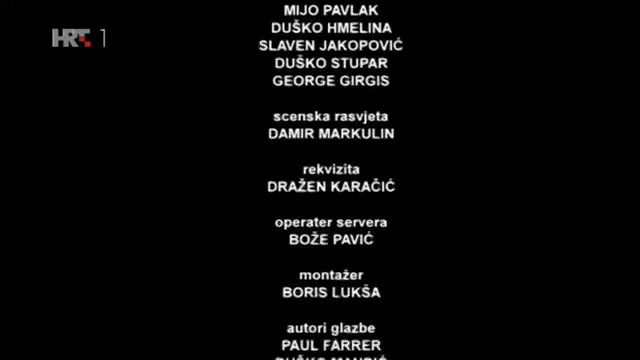 HRT 1
MIJO PAVLAK
DUŠKO HMELINA
SLAVEN JAKOPOVIĆ
DUŠKO STUPAR
GEORGE GIRGIS
scenska rasvjeta
DAMIR MARKULIN
rekvizita
DRAŽEN KARAČIĆ
operater servera
BOŽE PAVIĆ
montažer
BORIS LUKŠA
autori glazbe
PAUL FARRER